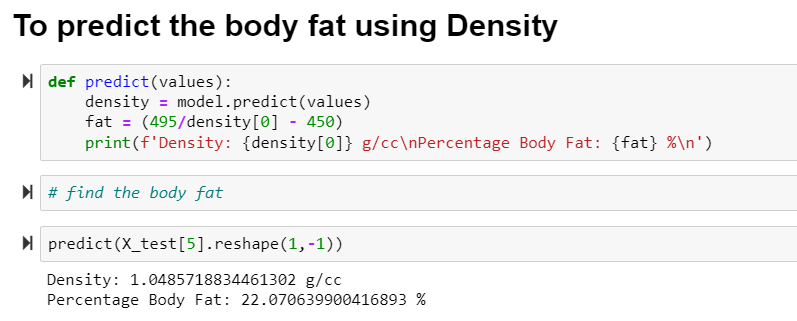 To predict the body fat using Density
def predict(values):
    density = model.predict(values)
    fat = (495/density[0] - 450)
    print(f'Density: {density[0]} g/cc\nPercentage Body Fat: {fat} %\n')
# find the body fat
predict(X_test[5].reshape(1,-1))
Density: 1.0485718834461302 g/cc
Percentage Body Fat: 22.070639900416893 %